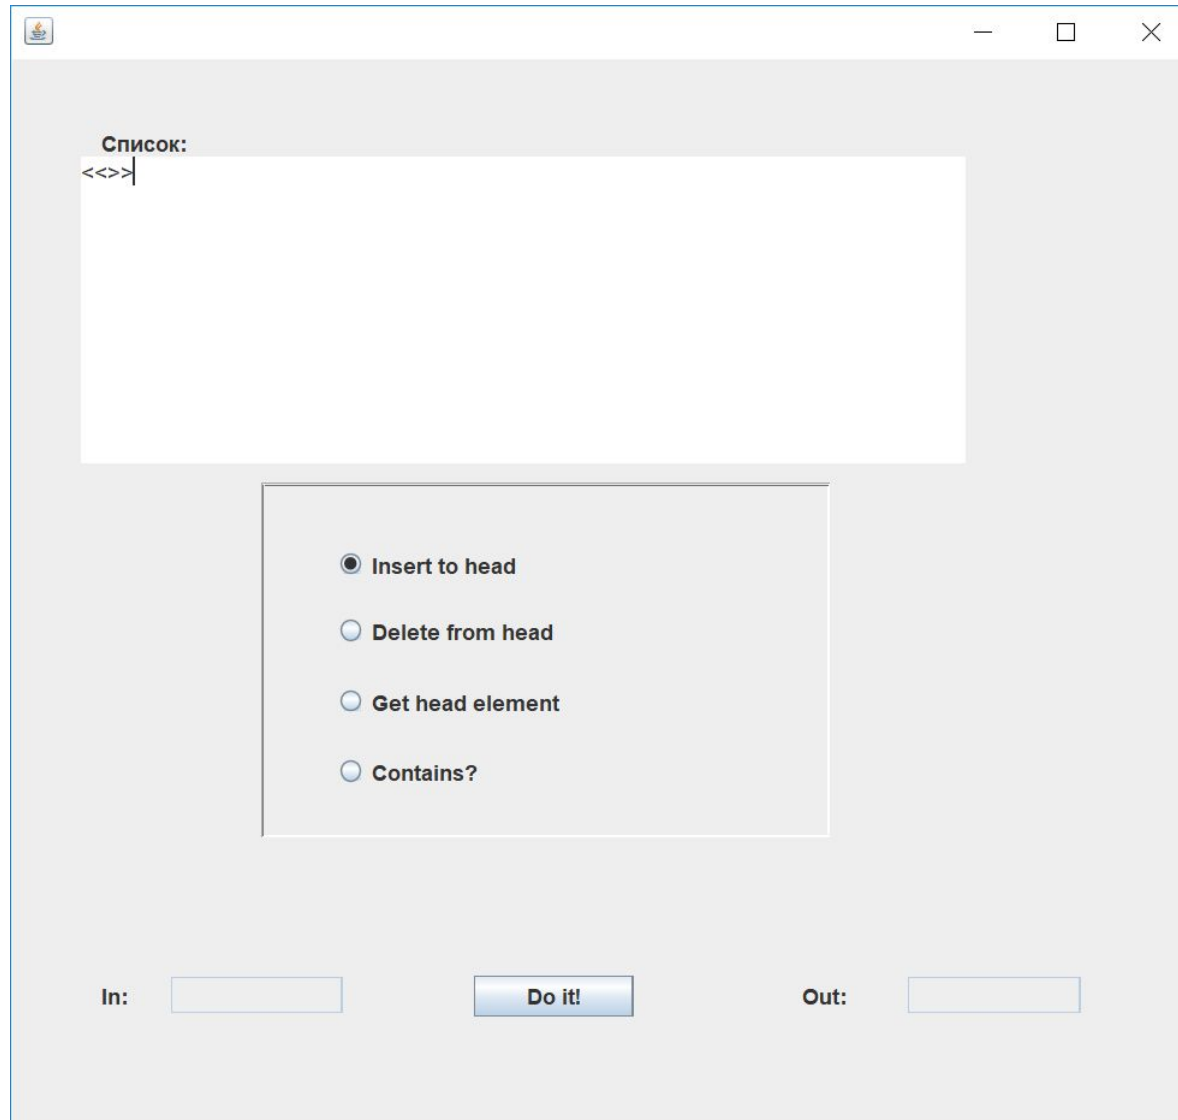 Список:
<<>>
Insert to head
Delete from head
Get head element
Contains?
In:
Do it!
Out: